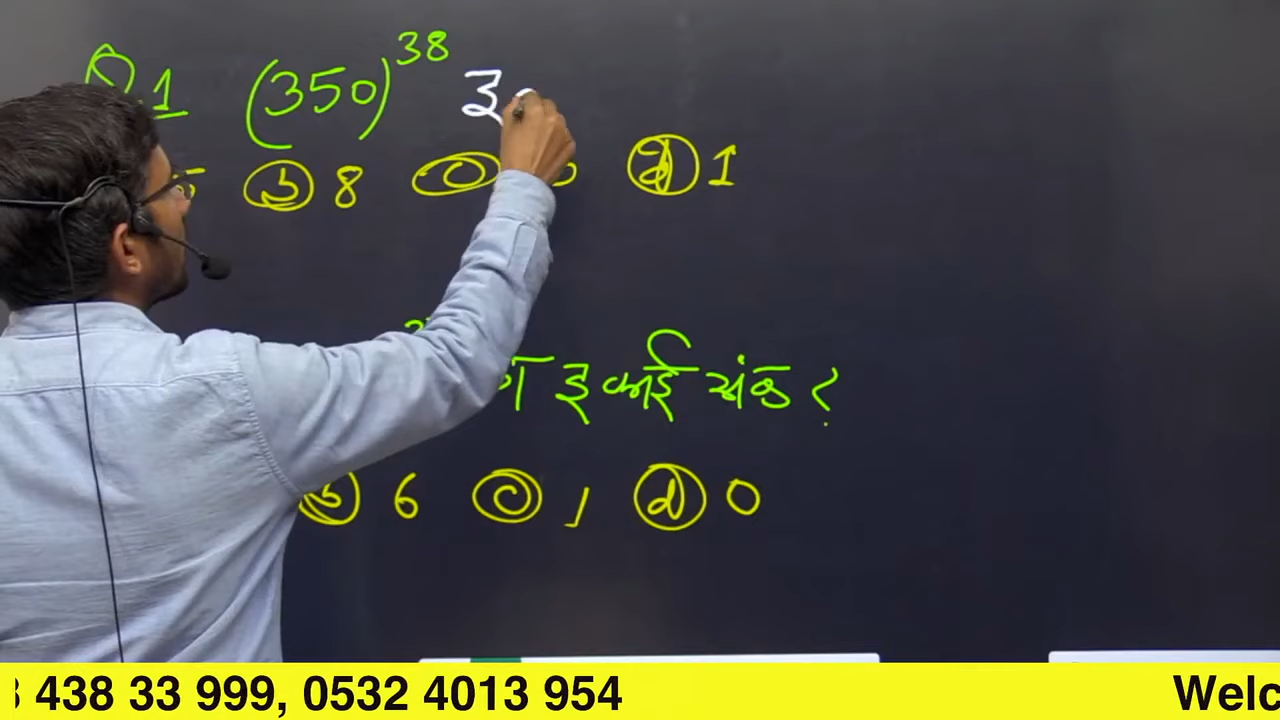 Q.1 (350)^38 इ
b 8 c d 1
इकाई अंक ?
b 6 c 1 d 0
438 33 999, 0532 4013 954 Welc